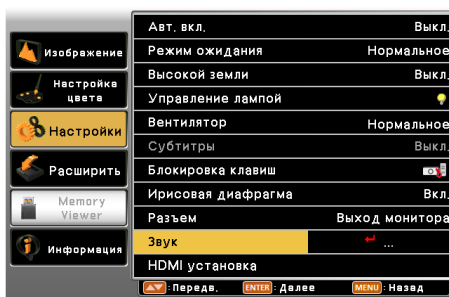 Авт. вкл. Выкл.
Режим ожидания Нормальное
Высокой земли Выкл.
Управление лампой
Вентилятор Нормальное
Субтитры Выкл.
Блокировка клавиш
Ирисовая диафрагма Вкл.
Разъем Выход монитора
Звук ...
HDMI установка
Изображение
Настройка
цвета
Настройки
Расширить
Memory
Viewer
Информация
:Передв. ENTER :Далее MENU :Назад